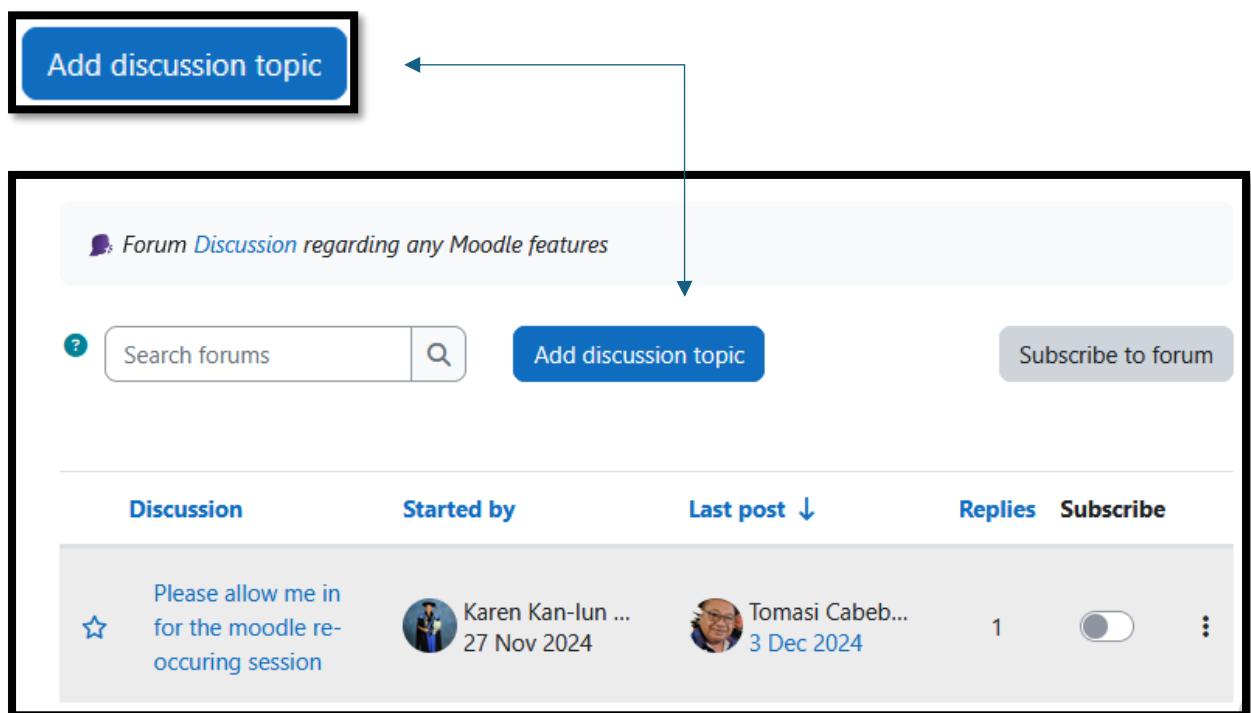 Add discussion topic
Forum Discussion regarding any Moodle features
?
Search forums
Add discussion topic
Subscribe to forum
Discussion Started by Last post ↓ Replies Subscribe
Please allow me in
for the moodle re-
occuring session
Karen Kan-lun ...
27 Nov 2024
Tomasi Cabeb...
3 Dec 2024
1